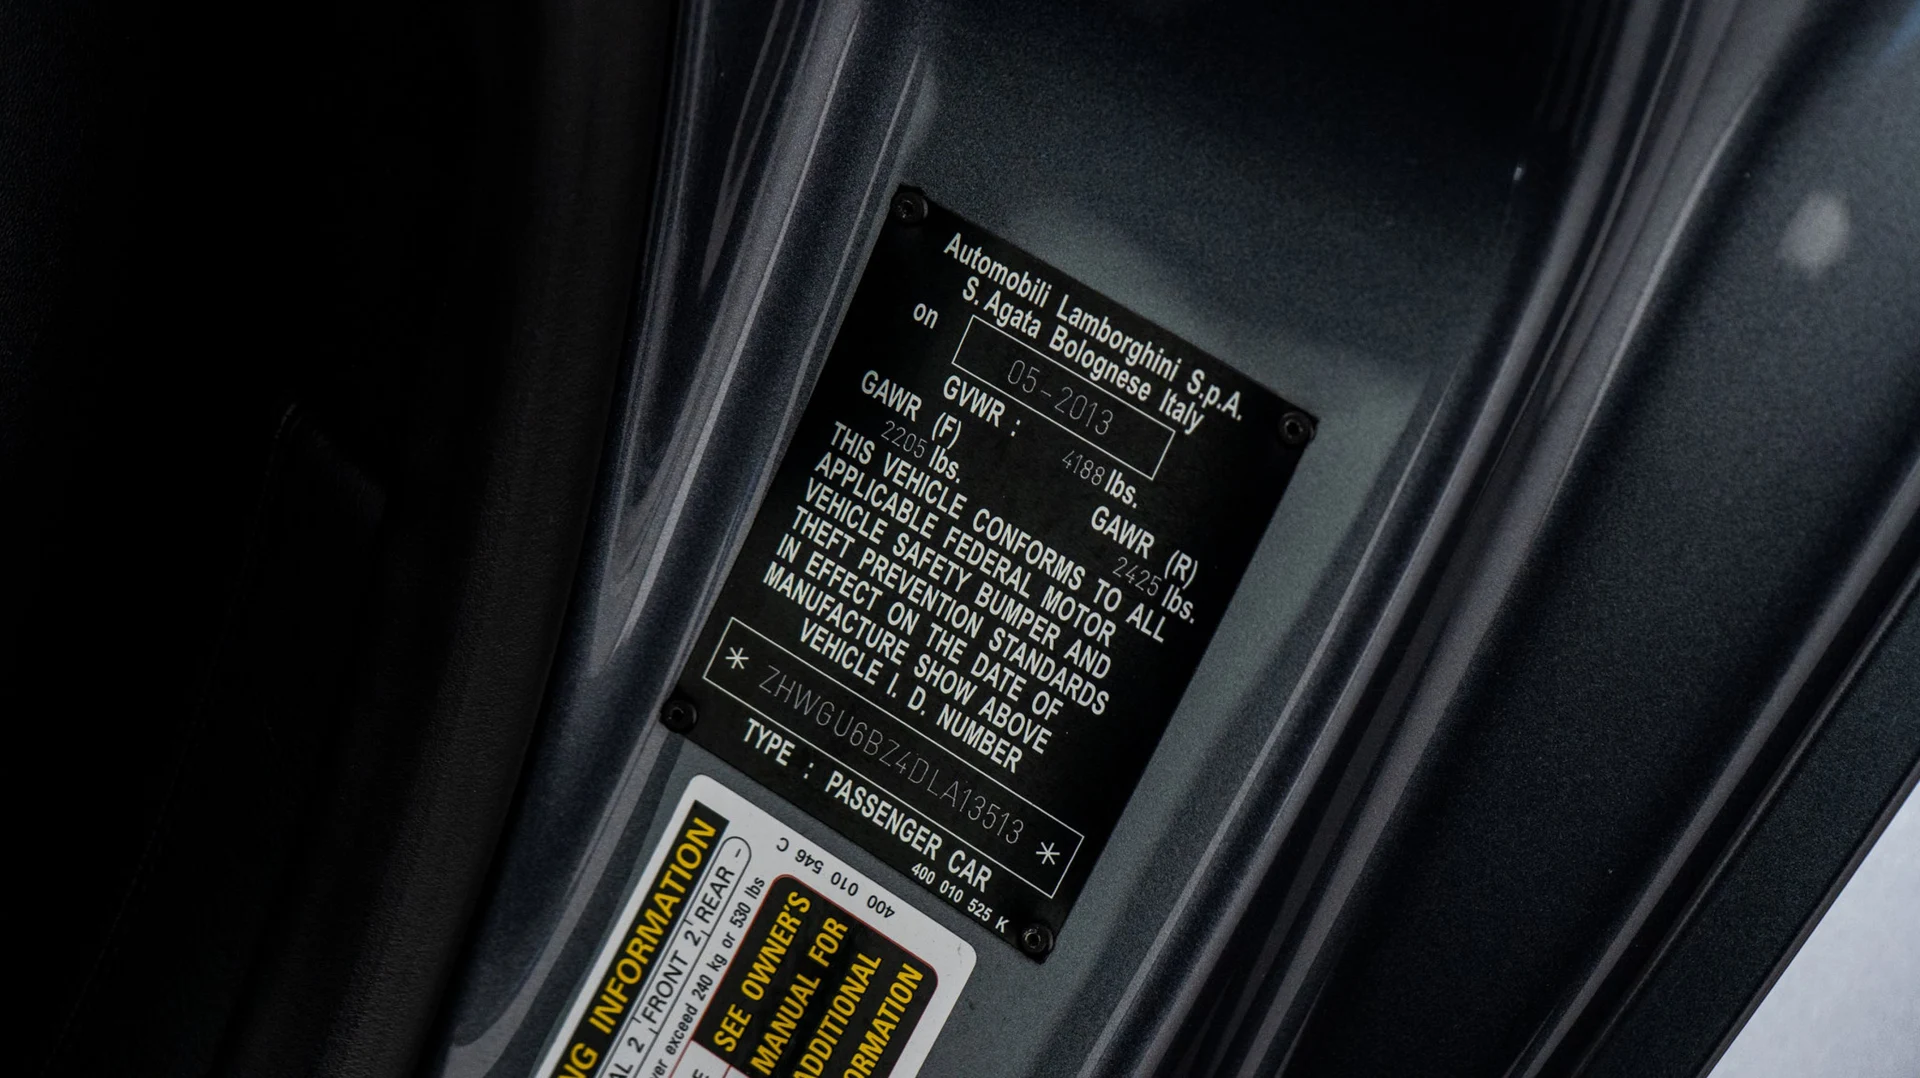 Automobili Lamborghini S.p.A.
S. Agata Bolognese Italy
on 05-2013
GVWR : 4188 lbs.
GAWR (F) GAWR (R)
2205 lbs. 2425 lbs.
THIS VEHICLE CONFORMS TO ALL
APPLICABLE FEDERAL MOTOR
VEHICLE SAFETY BUMPER AND
THEFT PREVENTION STANDARDS
IN EFFECT ON THE DATE OF
MANUFACTURE SHOW ABOVE
VEHICLE I. D. NUMBER
* ZHWGU6BZ4DLA13513 *
TYPE : PASSENGER CAR
400 010 525 K
400 010 546 C
INFORMATION
2 FRONT 2 REAR -
exceed 240 kg or 530 lbs
SEE OWNER'S
MANUAL FOR
ADDITIONAL